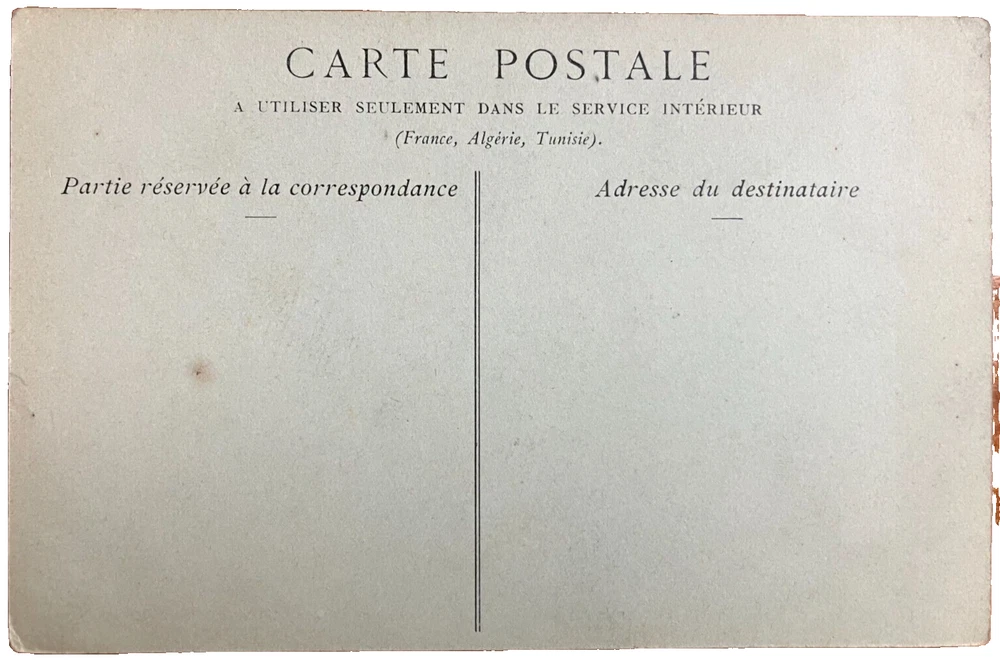 CARTE POSTALE
A UTILISER SEULEMENT DANS LE SERVICE INTÉRIEUR
(France, Algérie, Tunisie).
Partie réservée à la correspondance
Adresse du destinataire